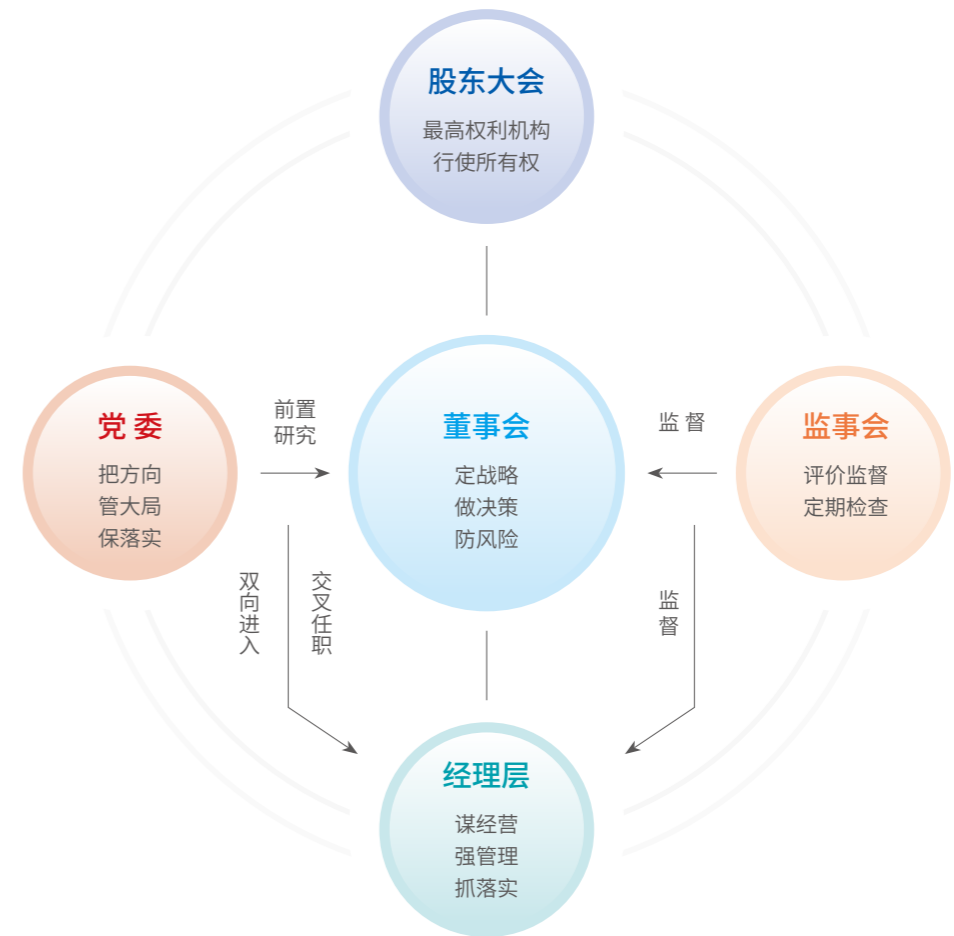 股东大会
最高权利机构
行使所有权
党 委
把方向
管大局
保落实
前置
研究
董事会
定战略
做决策
防风险
监 督
监事会
评价监督
定期检查
双向进入
交叉任职
监督
经理层
谋经营
强管理
抓落实